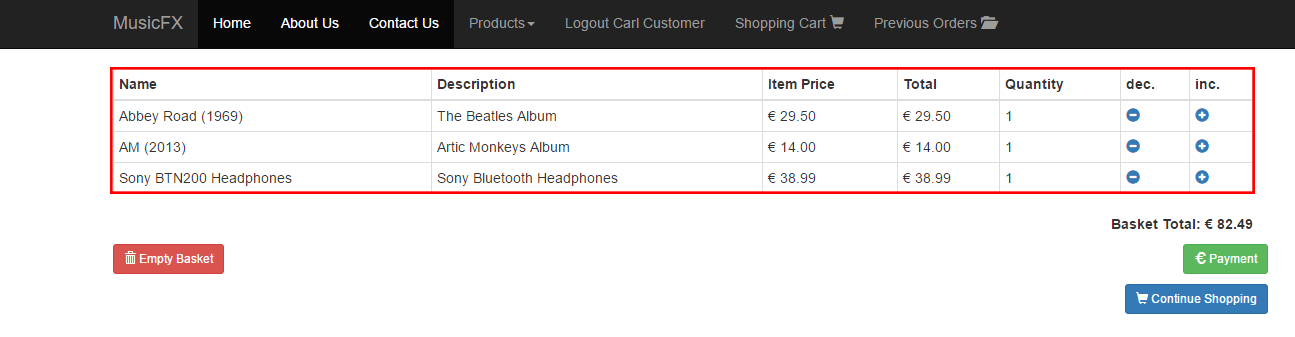 MusicFX Home About Us Contact Us Products Logout Carl Customer Shopping Cart Previous Orders
Name Description Item Price Total Quantity dec. inc.
Abbey Road (1969) The Beatles Album € 29.50 € 29.50 1
AM (2013) Artic Monkeys Album € 14.00 € 14.00 1
Sony BTN200 Headphones Sony Bluetooth Headphones € 38.99 € 38.99 1
Basket Total: € 82.49
Empty Basket € Payment
Continue Shopping